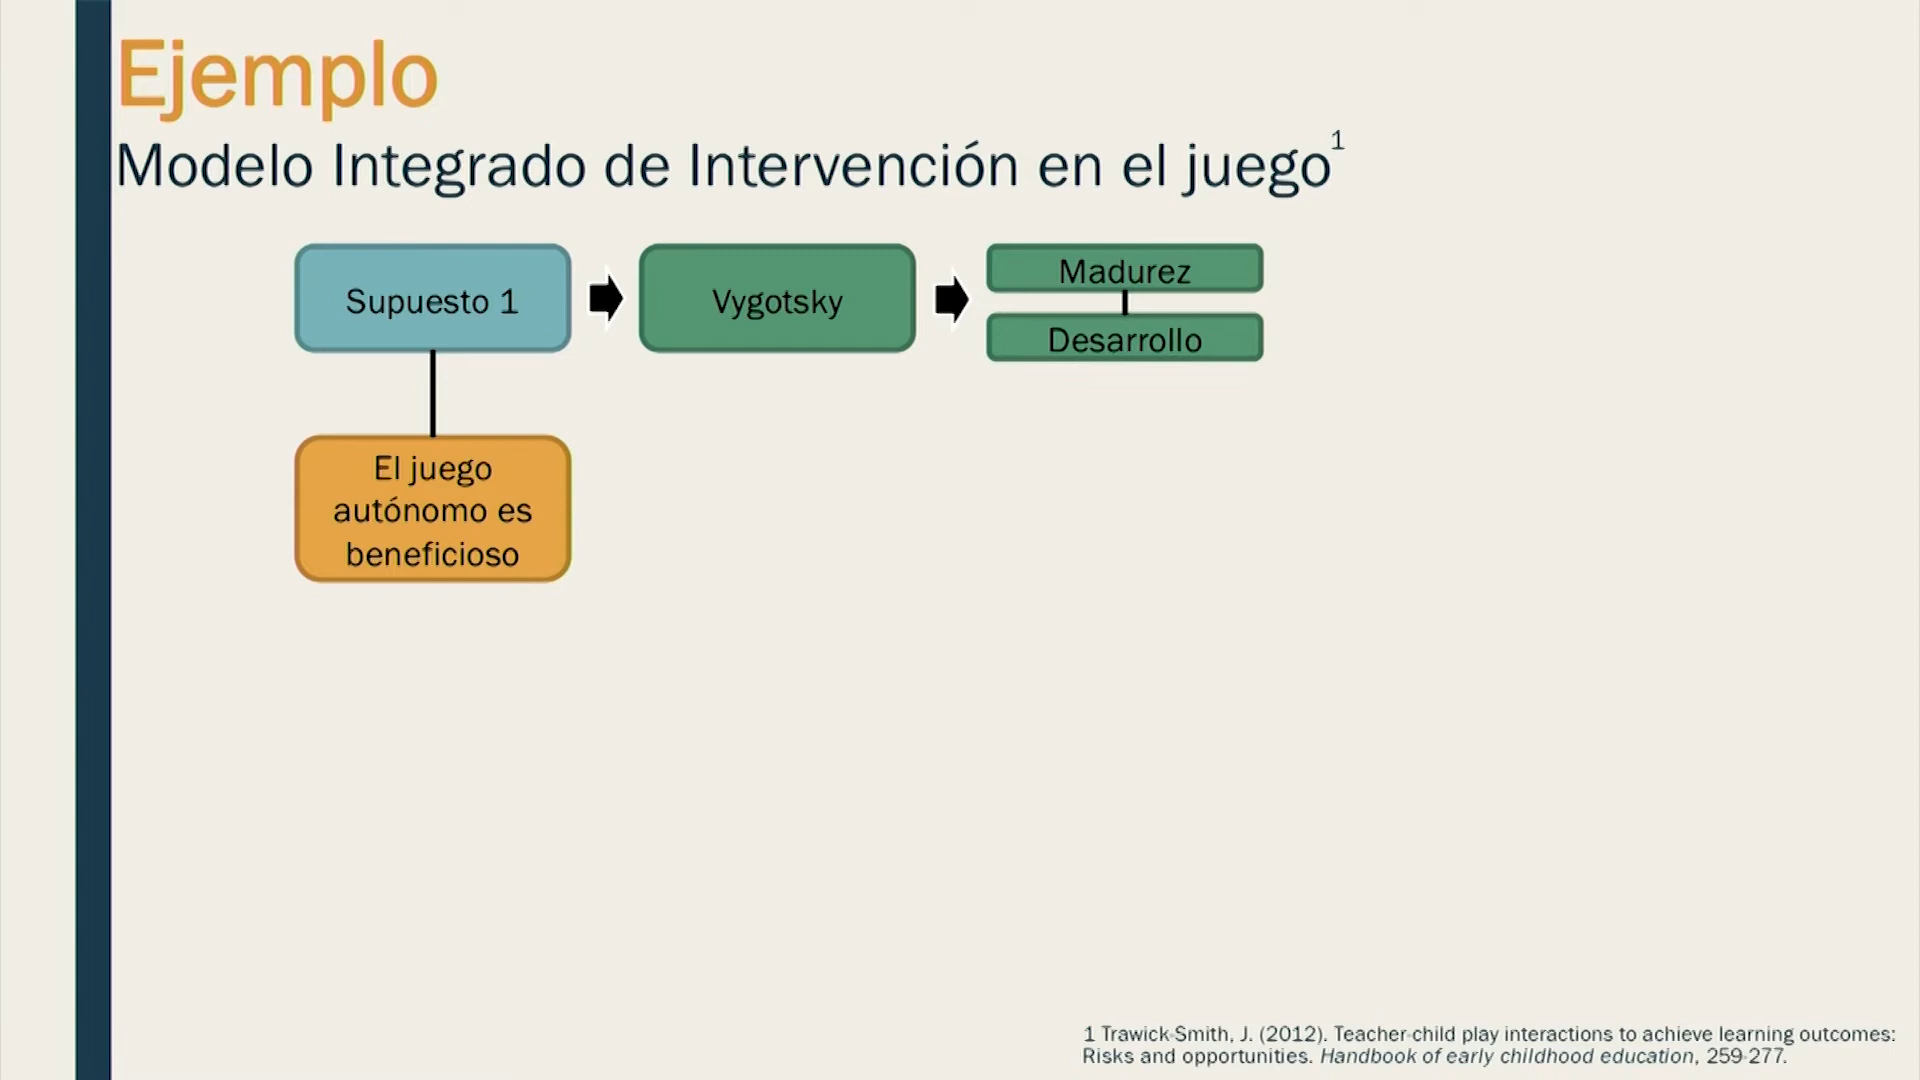 Ejemplo
Modelo Integrado de Intervención en el juego1
Supuesto 1
Vygotsky
Madurez
Desarrollo
El juego
autónomo es
beneficioso
1 Trawick-Smith, J. (2012). Teacher-child play interactions to achieve learning outcomes:
Risks and opportunities. Handbook of early childhood education, 259-277.